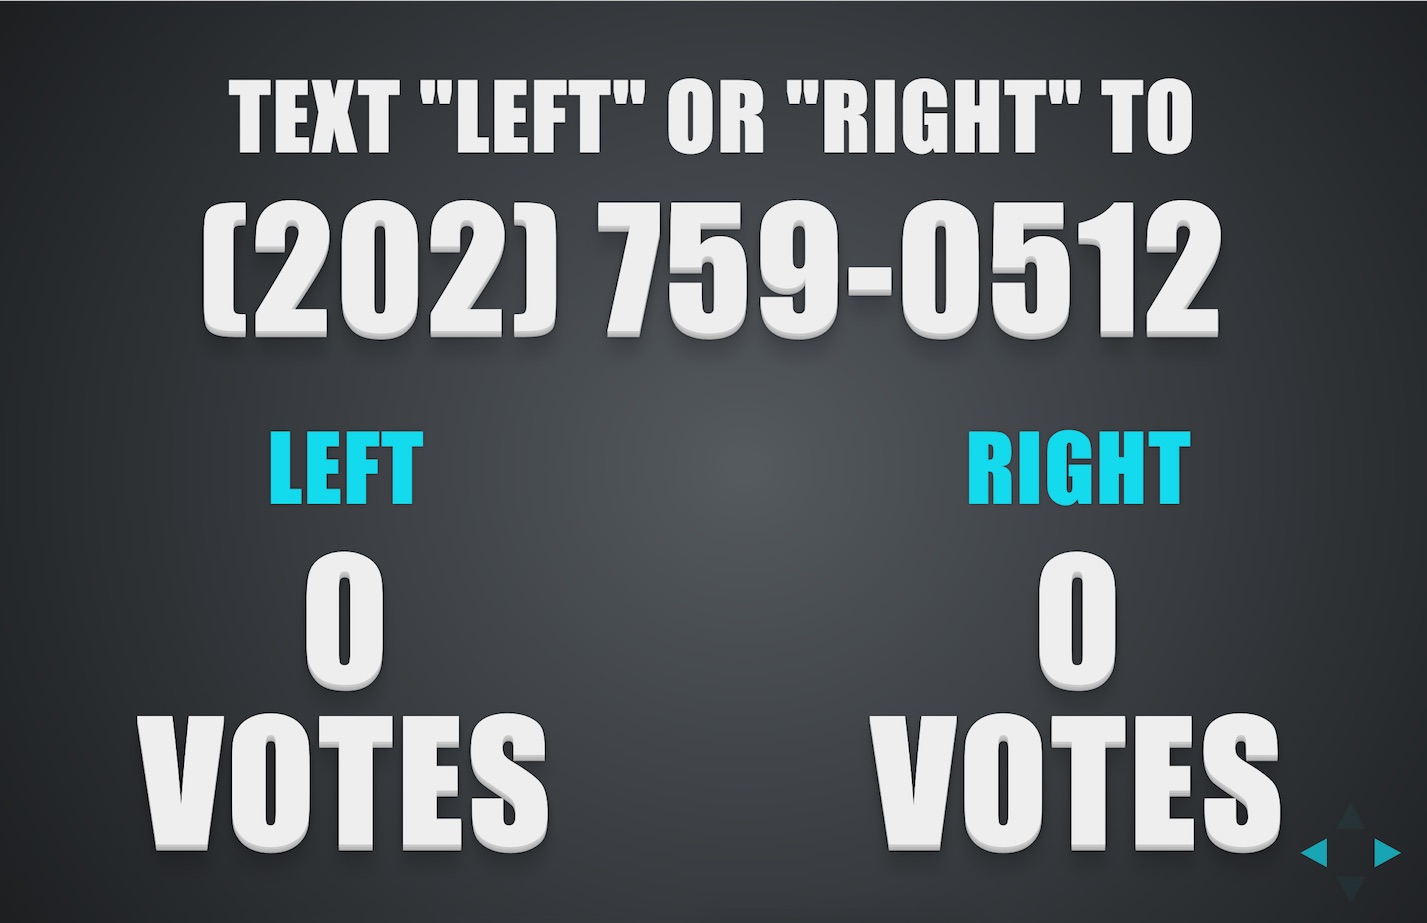 TEXT "LEFT" OR "RIGHT" TO
(202) 759-0512
LEFT
0
VOTES
RIGHT
0
VOTES